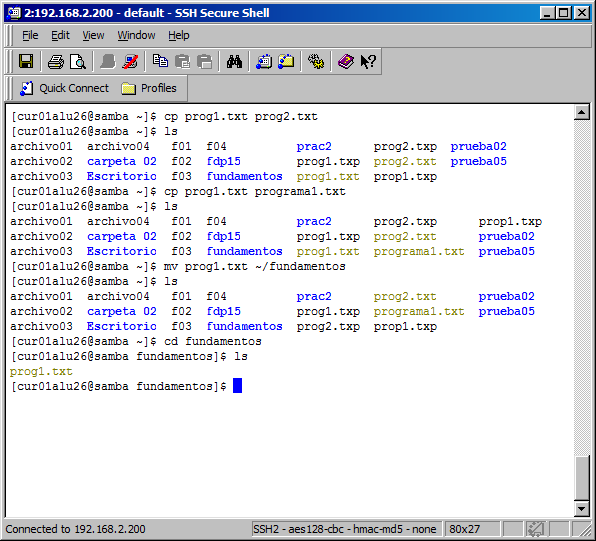 2:192.168.2.200 - default - SSH Secure Shell
File Edit View Window Help
Quick Connect Profiles
[cur01alu26@samba ~]$ cp prog1.txt prog2.txt
[cur01alu26@samba ~]$ ls
archivo01 archivo04 f01 f04 prac2 prog2.txp prueba02
archivo02 carpeta 02 f02 fdp15 prog1.txp prog2.txt prueba05
archivo03 Escritorio f03 fundamentos prog1.txt prop1.txp
[cur01alu26@samba ~]$ cp prog1.txt programa1.txt
[cur01alu26@samba ~]$ ls
archivo01 archivo04 f01 f04 prac2 prog2.txp prop1.txp
archivo02 carpeta 02 f02 fdp15 prog1.txp prog2.txt prueba02
archivo03 Escritorio f03 fundamentos prog1.txt programa1.txt prueba05
[cur01alu26@samba ~]$ mv prog1.txt ~/fundamentos
[cur01alu26@samba ~]$ ls
archivo01 archivo04 f01 f04 prac2 prog2.txt prueba02
archivo02 carpeta 02 f02 fdp15 prog1.txp programa1.txt prueba05
archivo03 Escritorio f03 fundamentos prog2.txp prop1.txp
[cur01alu26@samba ~]$ cd fundamentos
[cur01alu26@samba fundamentos]$ ls
prog1.txt
[cur01alu26@samba fundamentos]$
Connected to 192.168.2.200 SSH2 - aes128-cbc - hmac-md5 - none 80x27